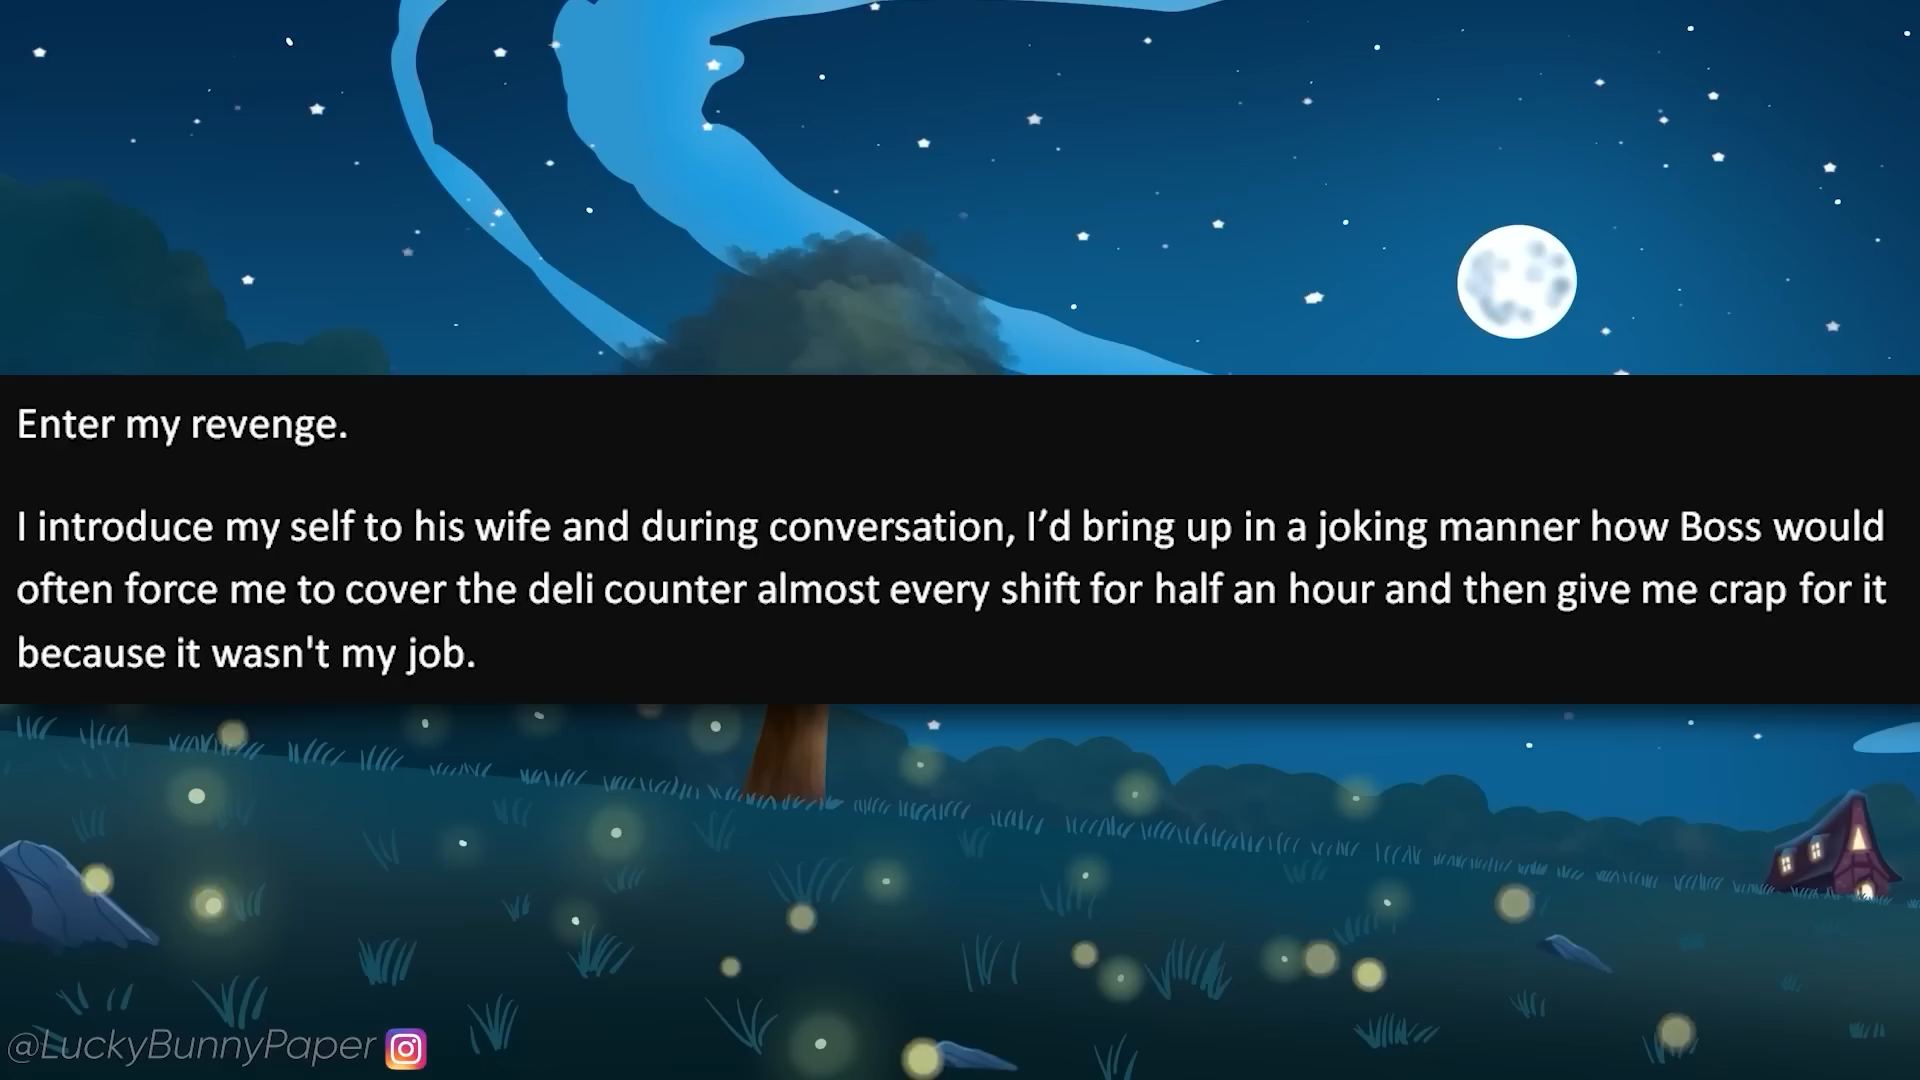 Enter my revenge.
I introduce my self to his wife and during conversation, I’d bring up in a joking manner how Boss would
often force me to cover the deli counter almost every shift for half an hour and then give me crap for it
because it wasn't my job.
@LuckyBunnyPaper